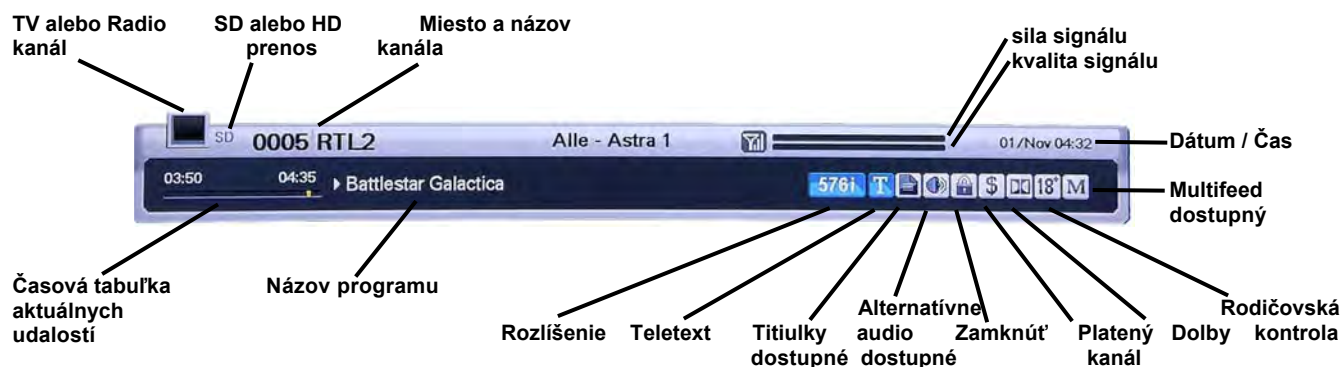 TV alebo Radio
kanál
SD alebo HD
prenos
Miesto a názov
kanála
sila signálu
kvalita signálu
SD
0005 RTL2
Alle - Astra 1
01/Nov 04:32
Dátum / Čas
03:50
04:35
Battlestar Galactica
576i
T
$
18+
M
Multifeed
dostupný
Časová tabuľka
aktuálnych
udalostí
Názov programu
Rozlíšenie
Teletext
Titiulky
dostupné
Alternatívne
audio
dostupné
Zamknúť
Platený
kanál
Dolby
Rodičovská
kontrola